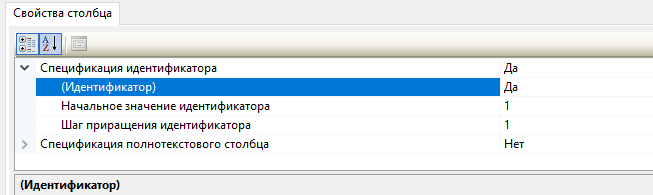 Свойства столбца
Спецификация идентификатора Да
(Идентификатор) Да
Начальное значение идентификатора 1
Шаг приращения идентификатора 1
Спецификация полнотекстового столбца Нет
(Идентификатор)